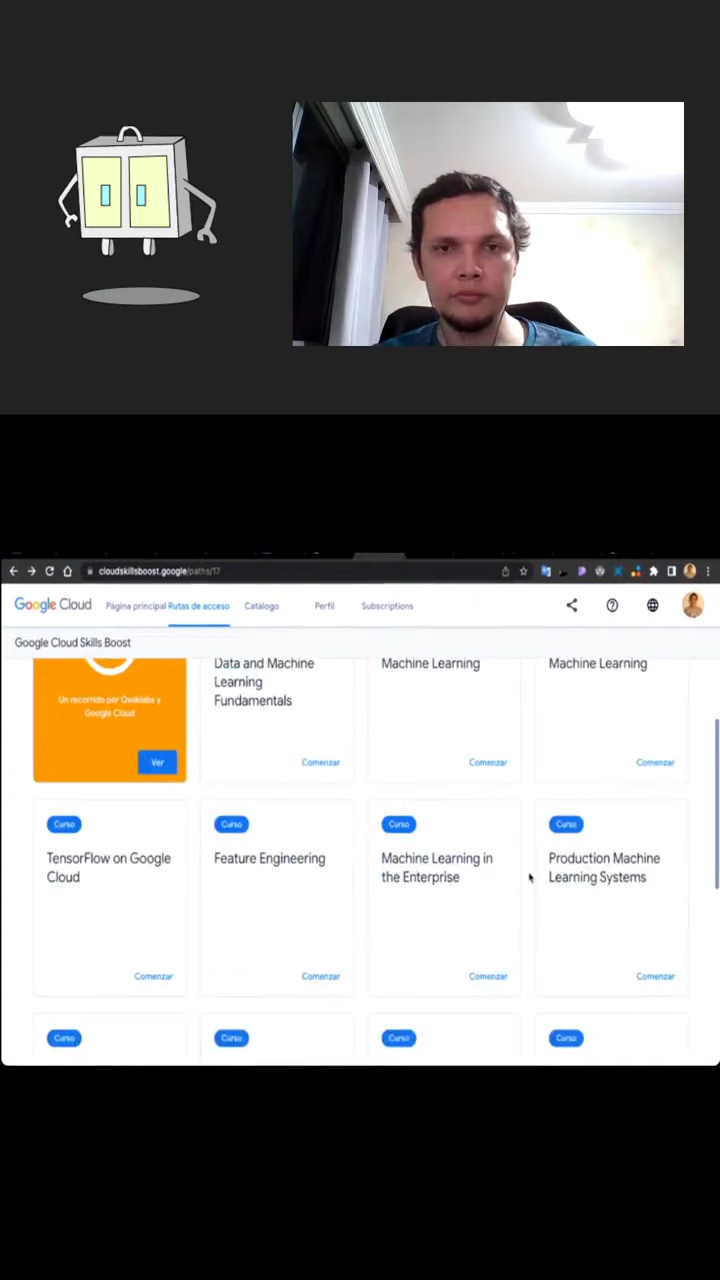 cloudskillsboost.google/paths/17
Google Cloud
Página principal
Rutas de acceso
Catálogo
Perfil
Subscriptions
Google Cloud Skills Boost
Un recorrido por Qwiklabs y
Google Cloud
Ver
Data and Machine
Learning
Fundamentals
Comenzar
Machine Learning
Comenzar
Machine Learning
Comenzar
Curso
TensorFlow on Google
Cloud
Comenzar
Curso
Feature Engineering
Comenzar
Curso
Machine Learning in
the Enterprise
Comenzar
Curso
Production Machine
Learning Systems
Comenzar
Curso
Curso
Curso
Curso